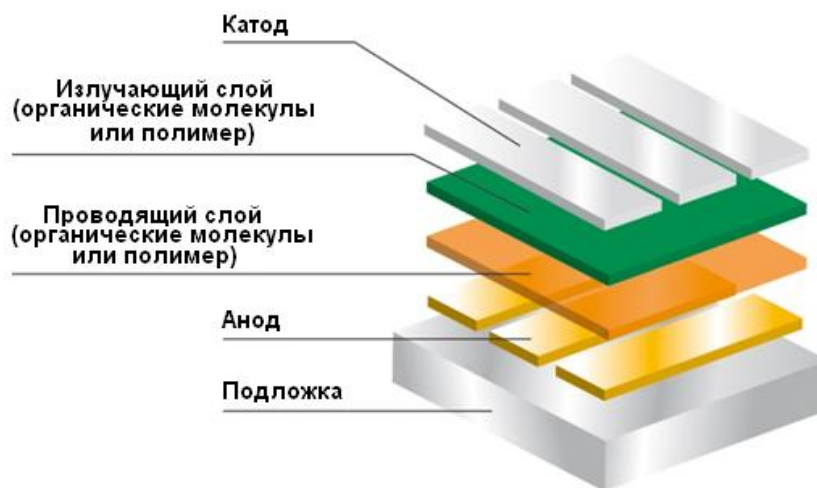 Катод
Излучающий слой
(органические молекулы
или полимер)
Проводящий слой
(органические молекулы
или полимер)
Анод
Подложка